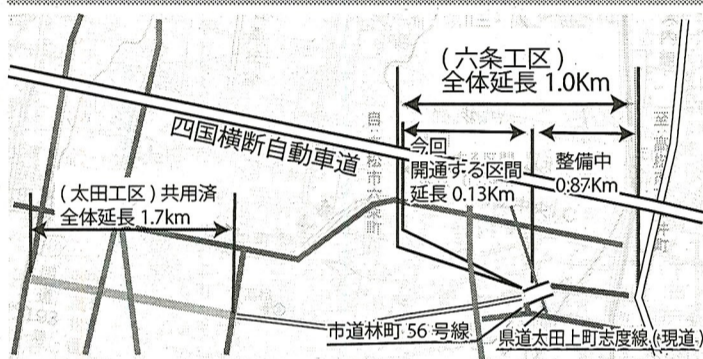 (六条工区)
全体延長 1.0Km
四国横断自動車道
今回
開通する区間
延長 0.13Km
整備中
0.87Km
(太田工区)共用済
全体延長 1.7km
市道林町 56 号線
県道太田上町志度線(現道)